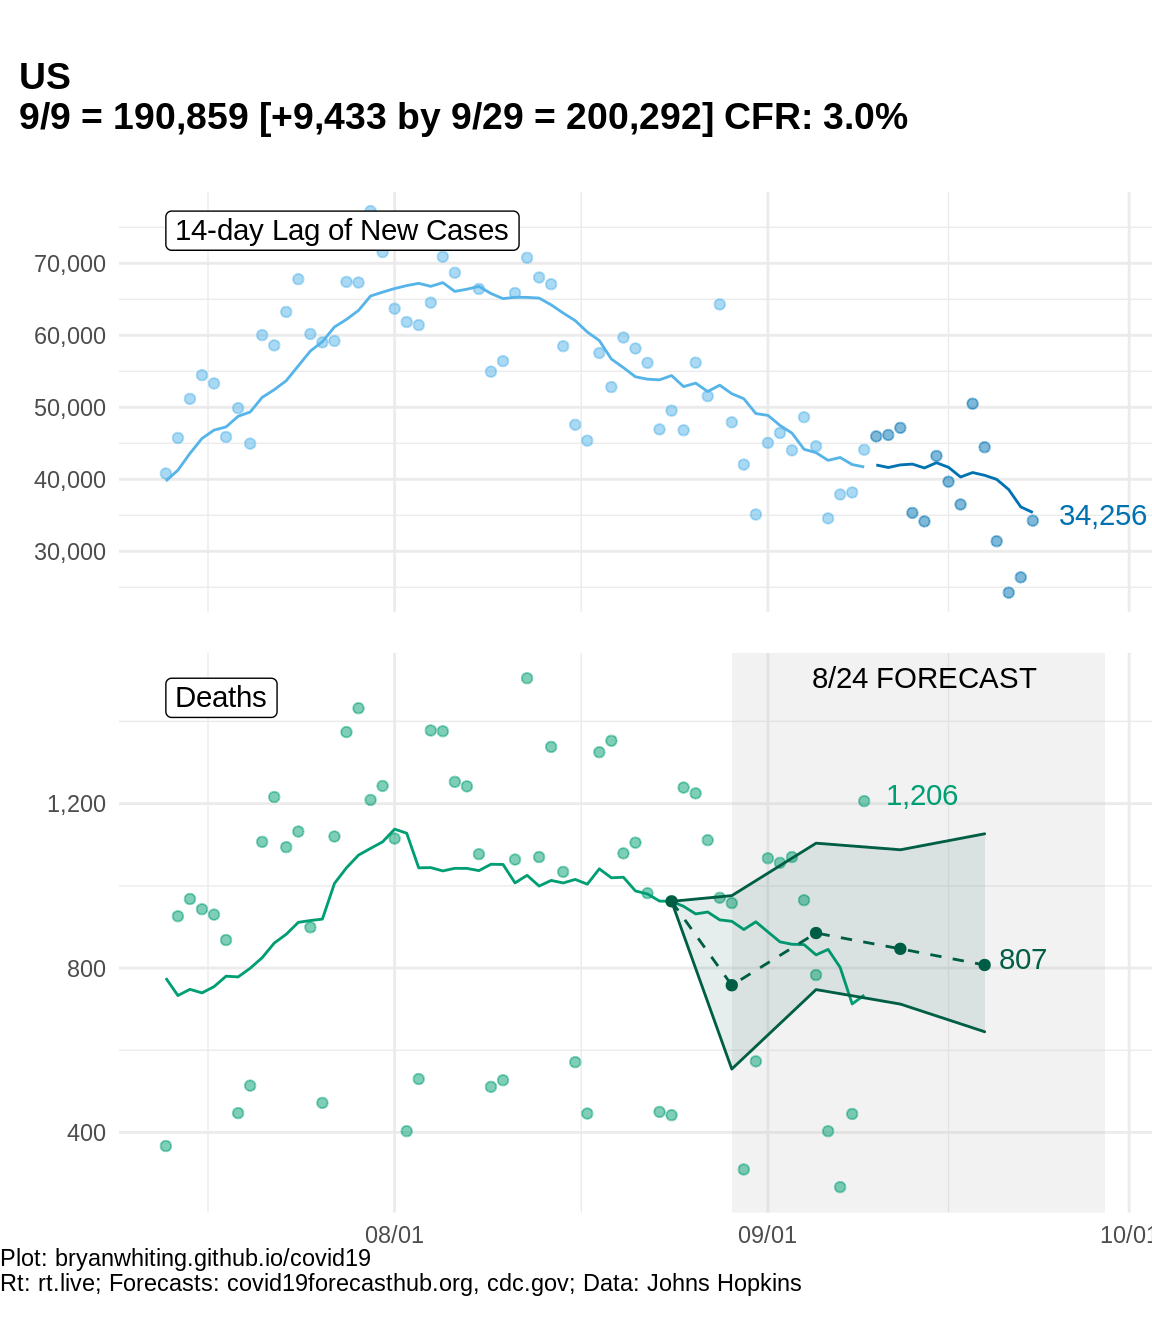 US
9/9 = 190,859 [+9,433 by 9/29 = 200,292] CFR: 3.0%
14-day Lag of New Cases
70,000
60,000
50,000
40,000
30,000
34,256
Deaths
8/24 FORECAST
1,206
1,200
800
400
807
08/01
09/01
10/01
Plot: bryanwhiting.github.io/covid19
Rt: rt.live; Forecasts: covid19forecasthub.org, cdc.gov; Data: Johns Hopkins